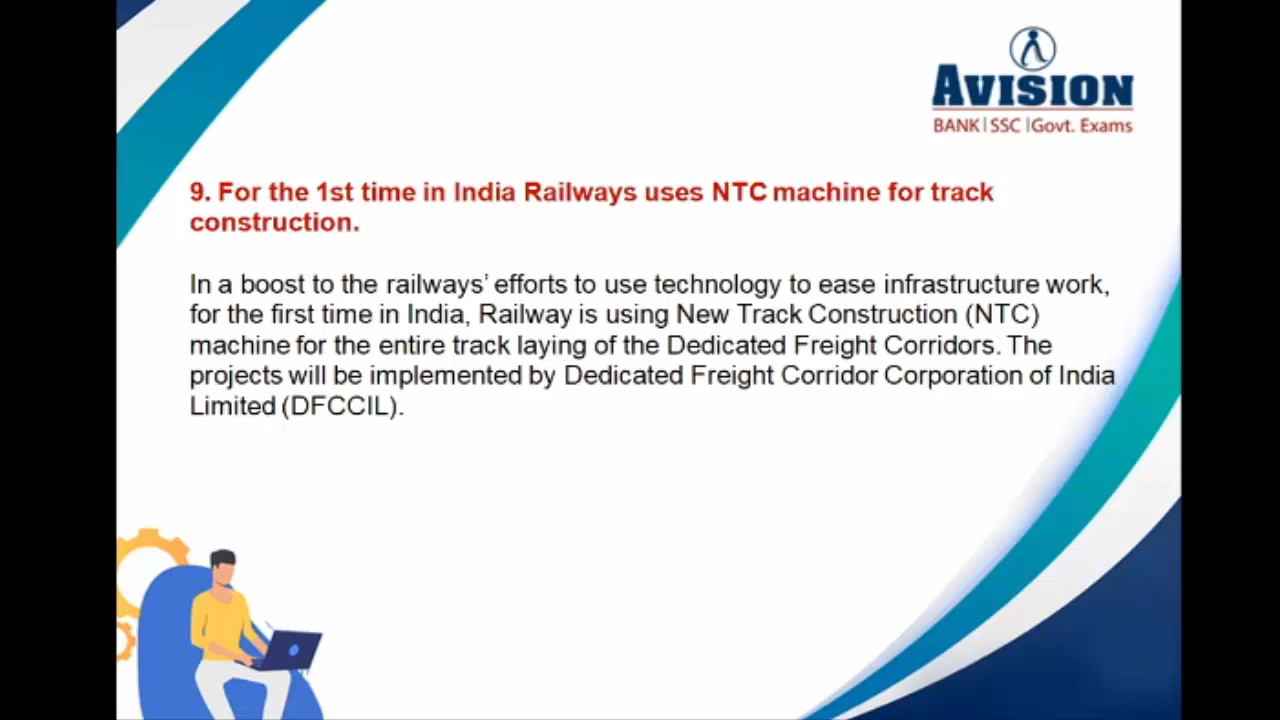 AVISION
BANK | SSC | Govt. Exams
9. For the 1st time in India Railways uses NTC machine for track
construction.
In a boost to the railways’ efforts to use technology to ease infrastructure work,
for the first time in India, Railway is using New Track Construction (NTC)
machine for the entire track laying of the Dedicated Freight Corridors. The
projects will be implemented by Dedicated Freight Corridor Corporation of India
Limited (DFCCIL).